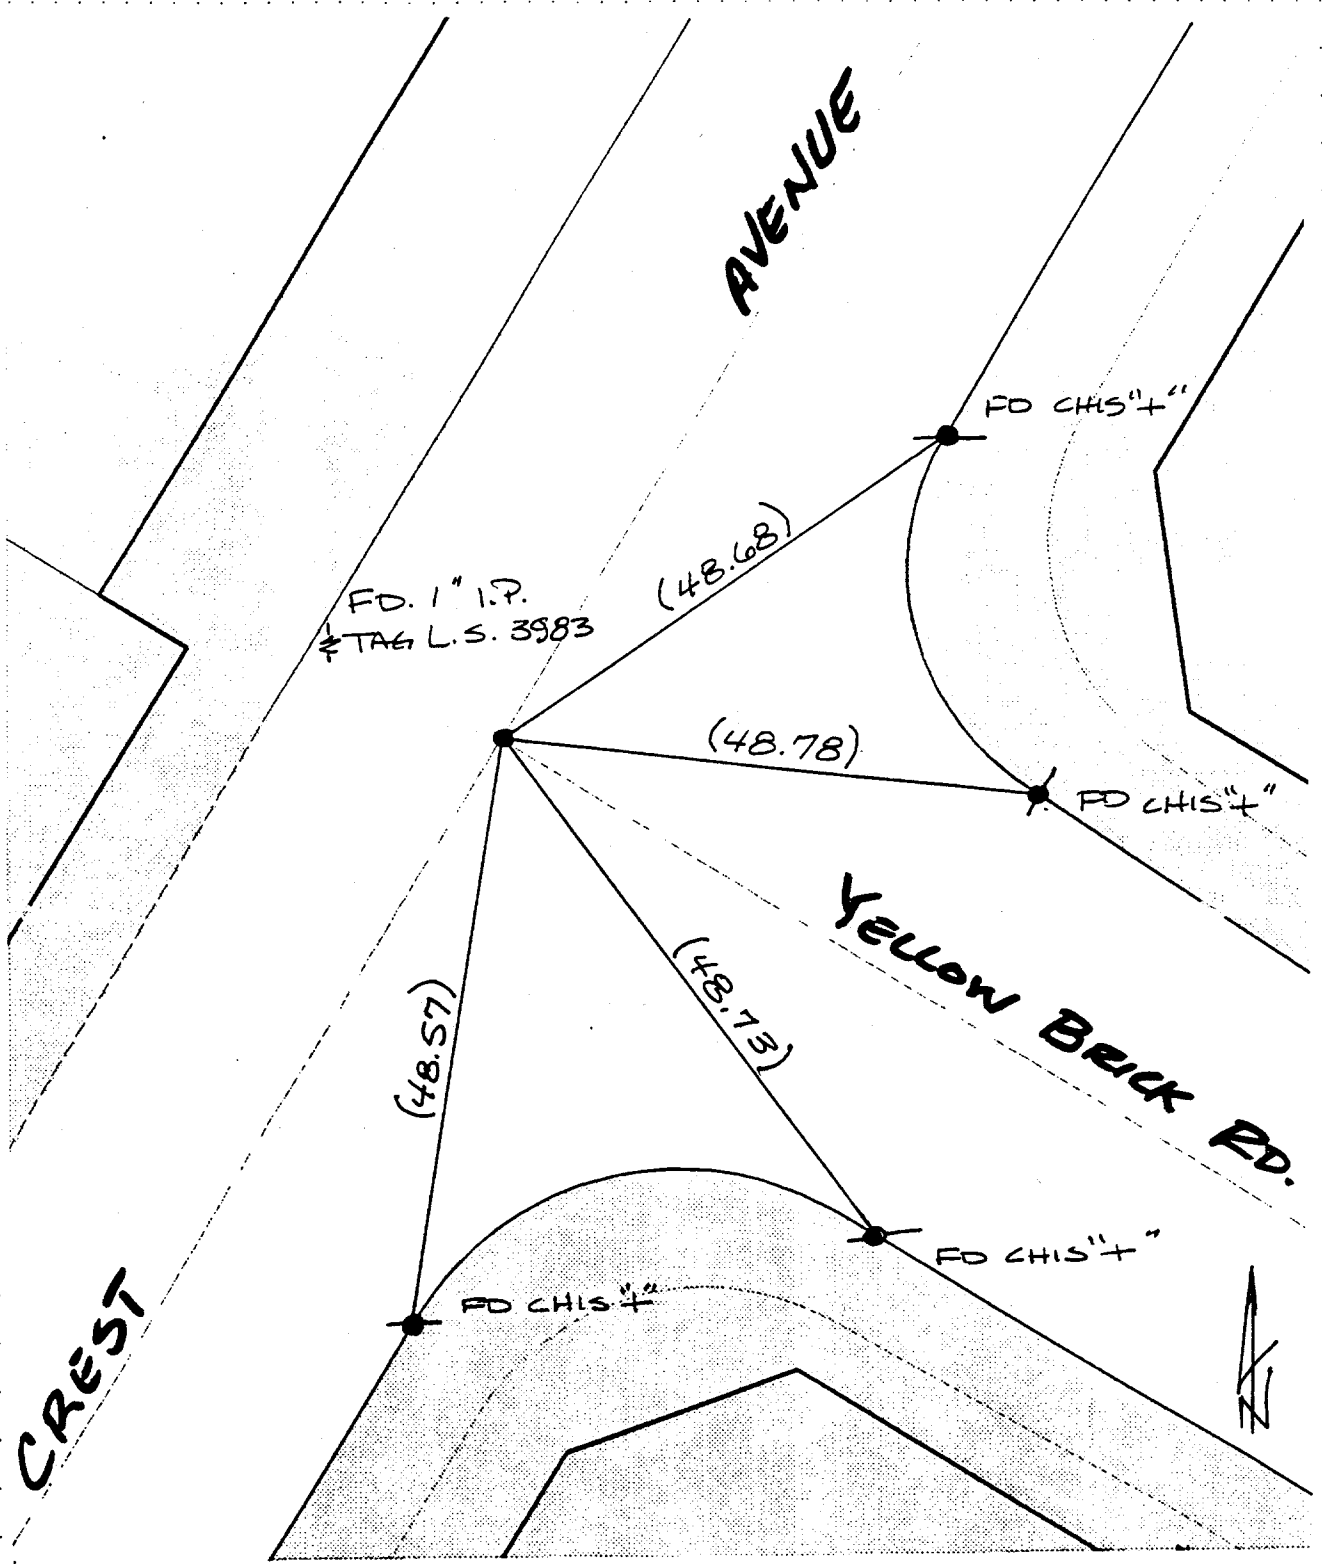 AVENUE
FD CHIS "+"
(48.68)
FD. 1" I.P.
& TAG L.S. 3983
(48.78)
FD CHIS "+"
YELLOW BRICK RD.
(48.73)
(48.57)
FD CHIS "+"
FD CHIS "+"
CREST
N